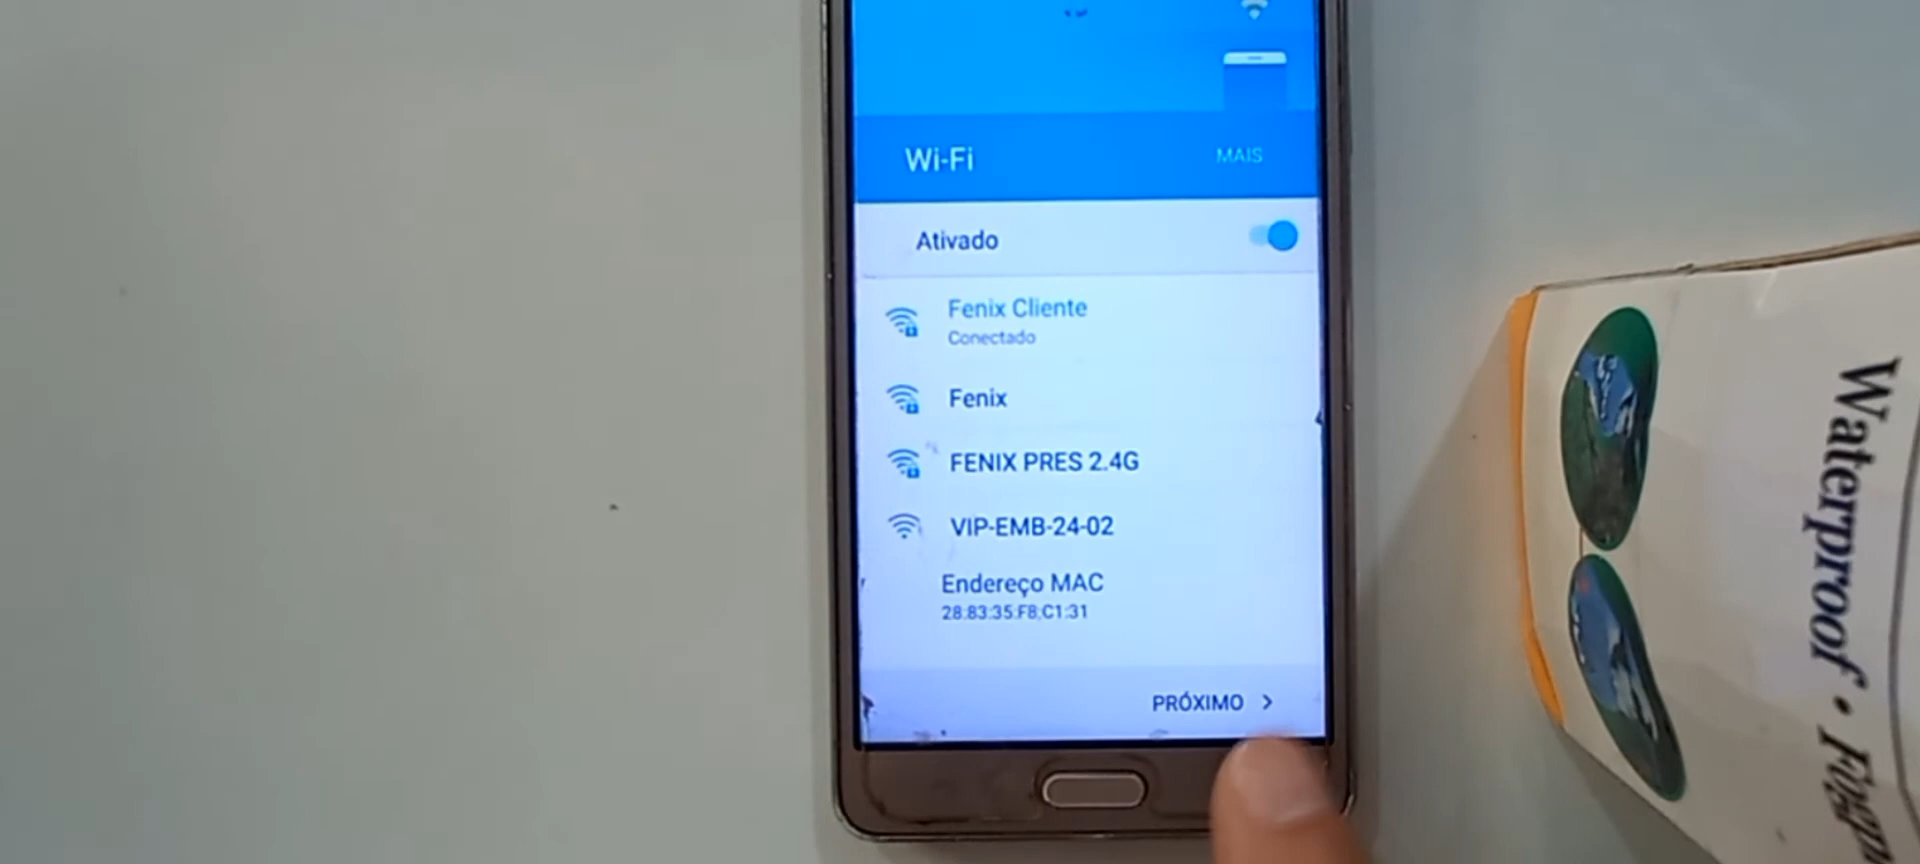 Wi-Fi
MAIS
Ativado
Fenix Cliente
Conectado
Fenix
FENIX PRES 2.4G
VIP-EMB-24-02
Endereço MAC
28:83:35:F8:C1:31
PRÓXIMO
Waterproof •